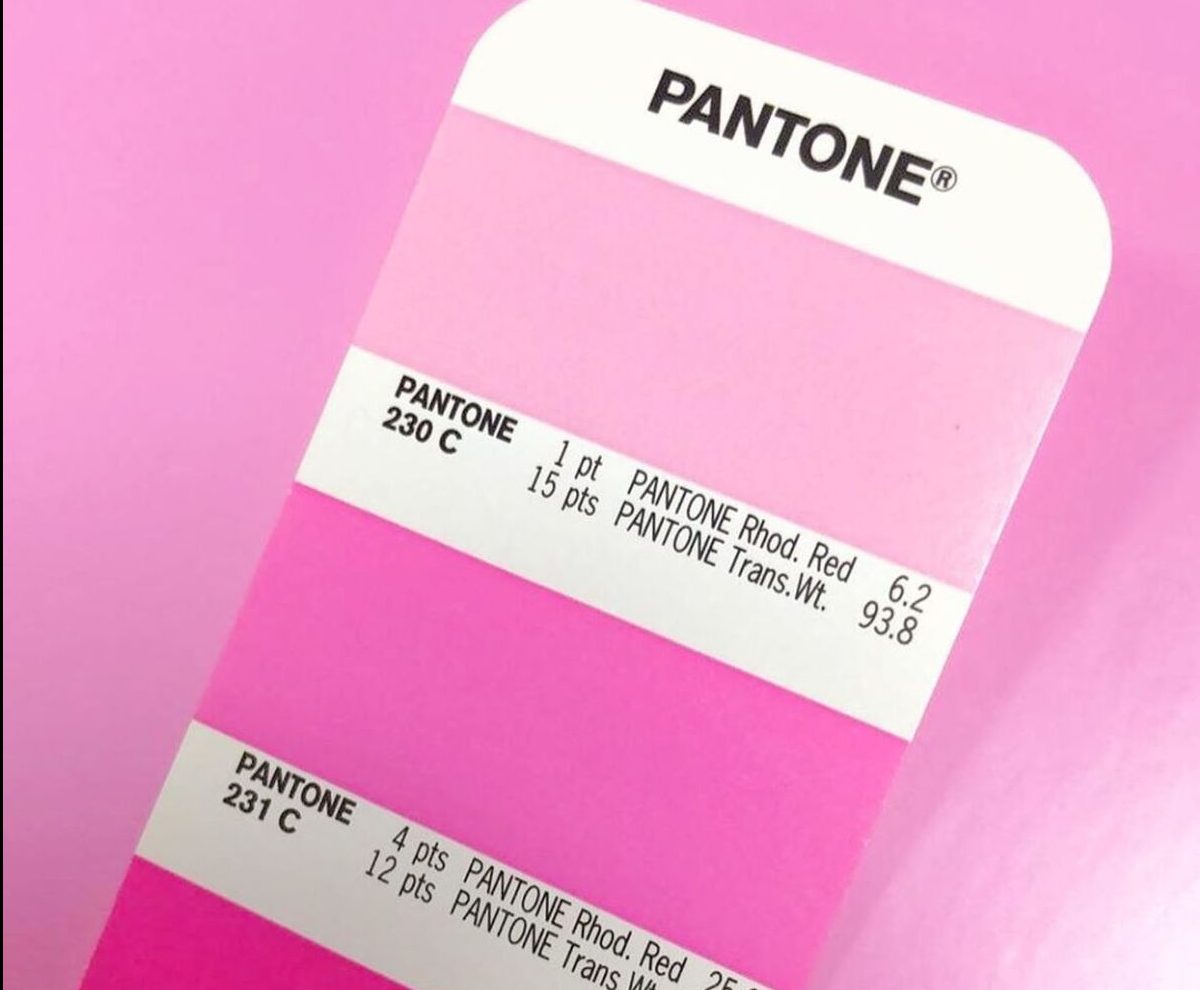 PANTONE®
PANTONE
230 C
1 pt PANTONE Rhod. Red 6.2
15 pts PANTONE Trans.Wt. 93.8
PANTONE
231 C
4 pts PANTONE Rhod. Red
12 pts PANTONE Trans